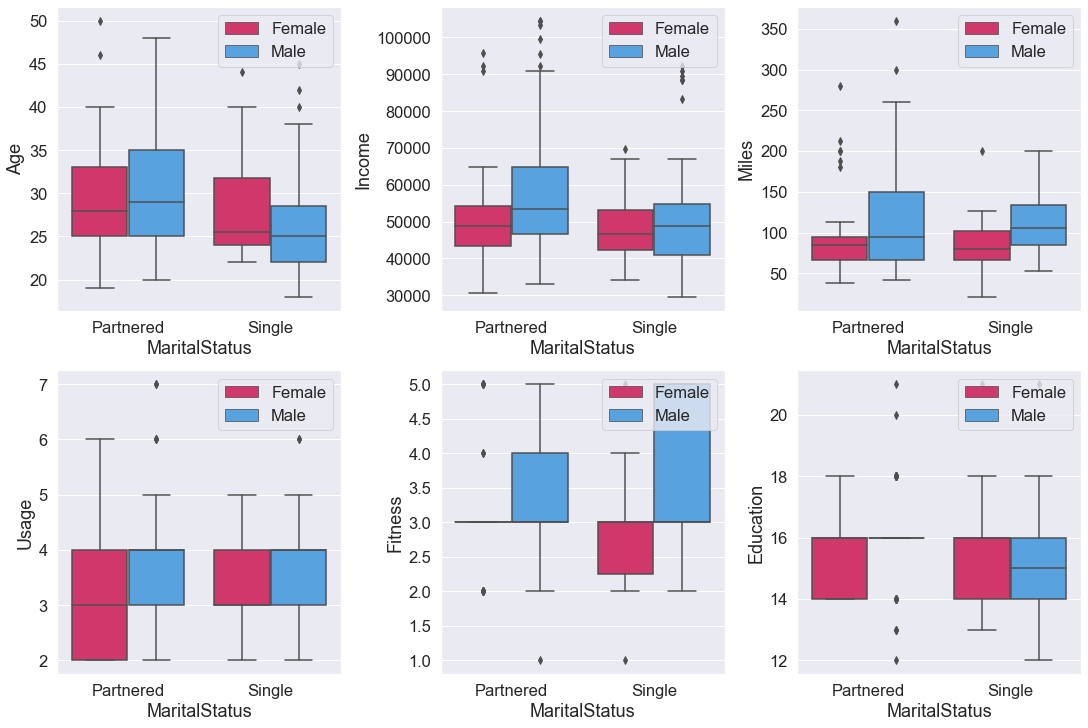 Age
50
45
40
35
30
25
20
Female
Male
Partnered
Single
MaritalStatus
Income
100000
90000
80000
70000
60000
50000
40000
30000
Female
Male
Partnered
Single
MaritalStatus
Miles
350
300
250
200
150
100
50
Female
Male
Partnered
Single
MaritalStatus
Usage
7
6
5
4
3
2
Female
Male
Partnered
Single
MaritalStatus
Fitness
5.0
4.5
4.0
3.5
3.0
2.5
2.0
1.5
1.0
Female
Male
Partnered
Single
MaritalStatus
Education
20
18
16
14
12
Female
Male
Partnered
Single
MaritalStatus